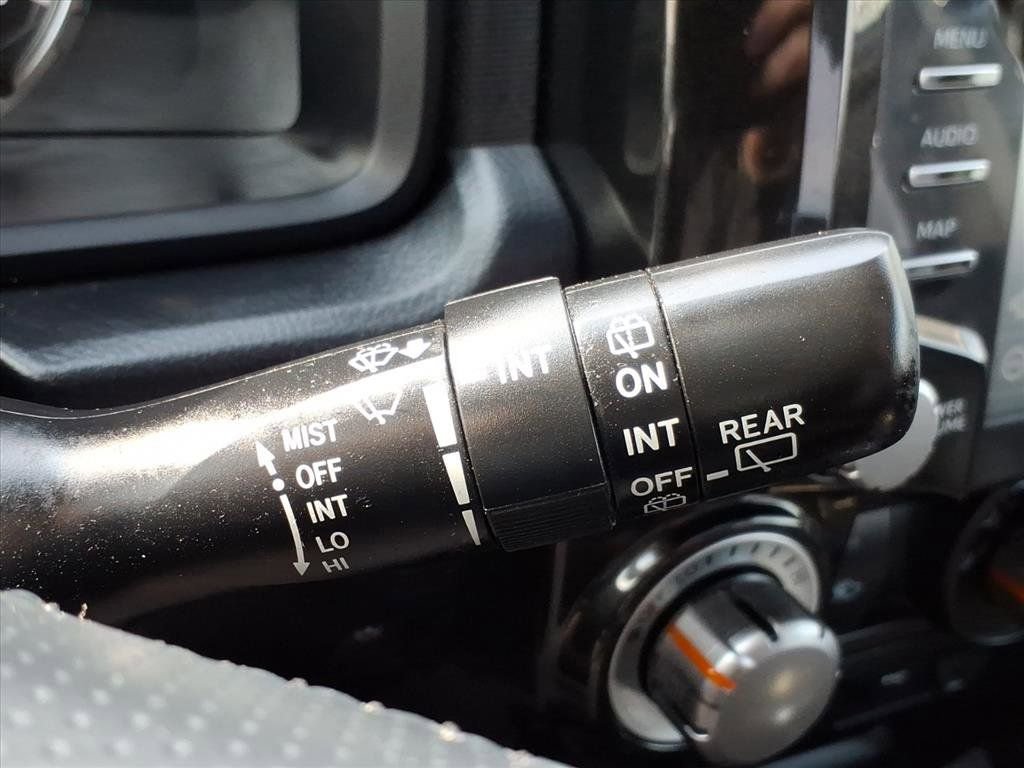 MENU
AUDIO
MAP
INT
ON
INT
OFF
REAR
MIST
OFF
INT
LO
HI